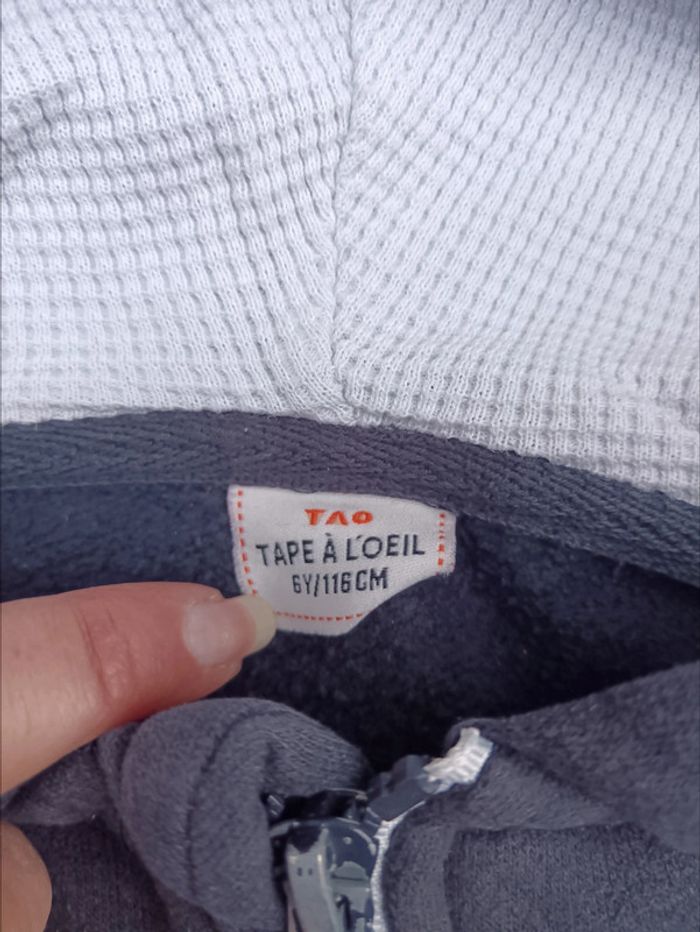 TAO
TAPE À L'OEIL
6Y/116CM